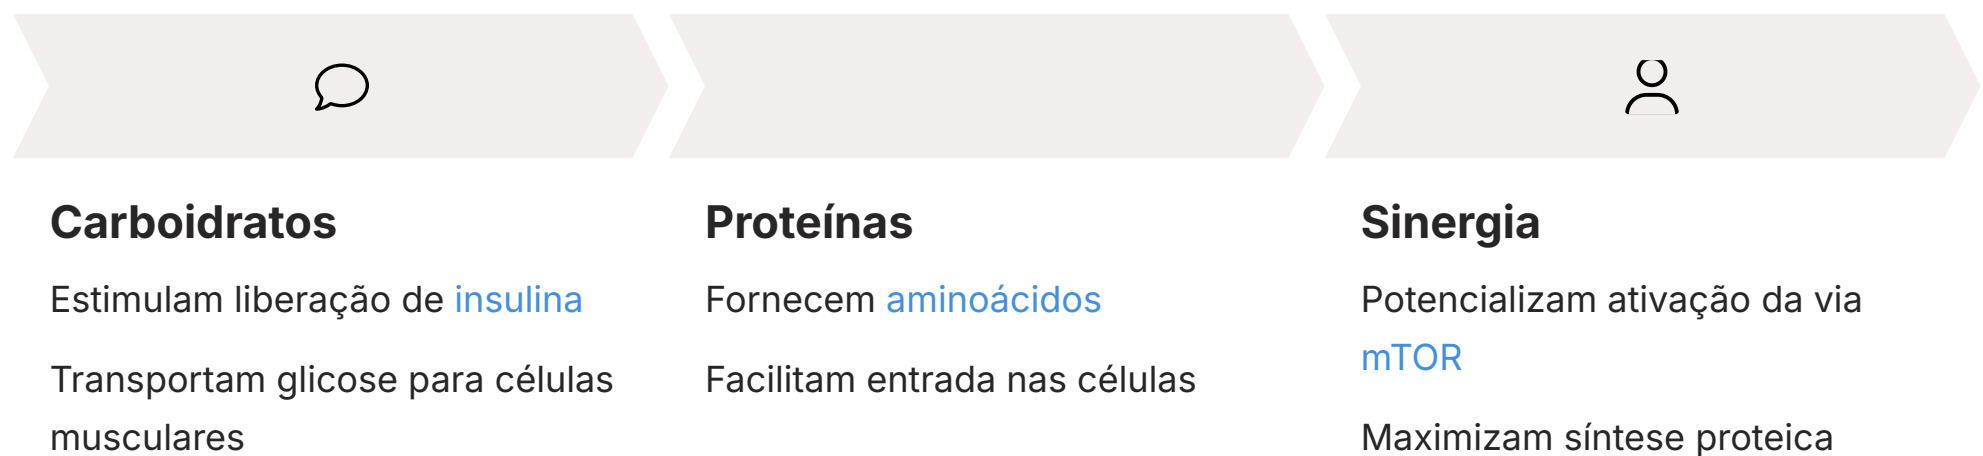 Carboidratos
Estimulam liberação de insulina
Transportam glicose para células
musculares
Proteínas
Fornecem aminoácidos
Facilitam entrada nas células
Sinergia
Potencializam ativação da via
mTOR
Maximizam síntese proteica